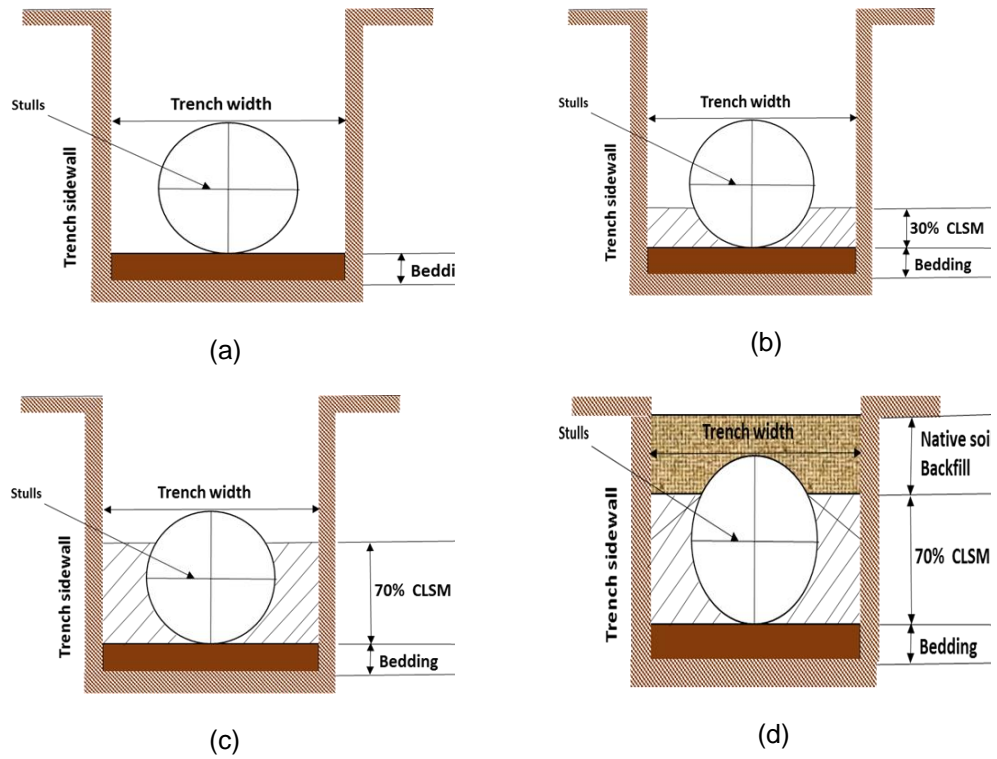 Stulls
Trench width
Trench sidewall
Beddi
(a)
Stulls
Trench width
Trench sidewall
30% CLSM
Bedding
(b)
Stulls
Trench width
Trench sidewall
70% CLSM
Bedding
(c)
Stulls
Trench width
Trench sidewall
Native soi
Backfill
70% CLSM
Bedding
(d)